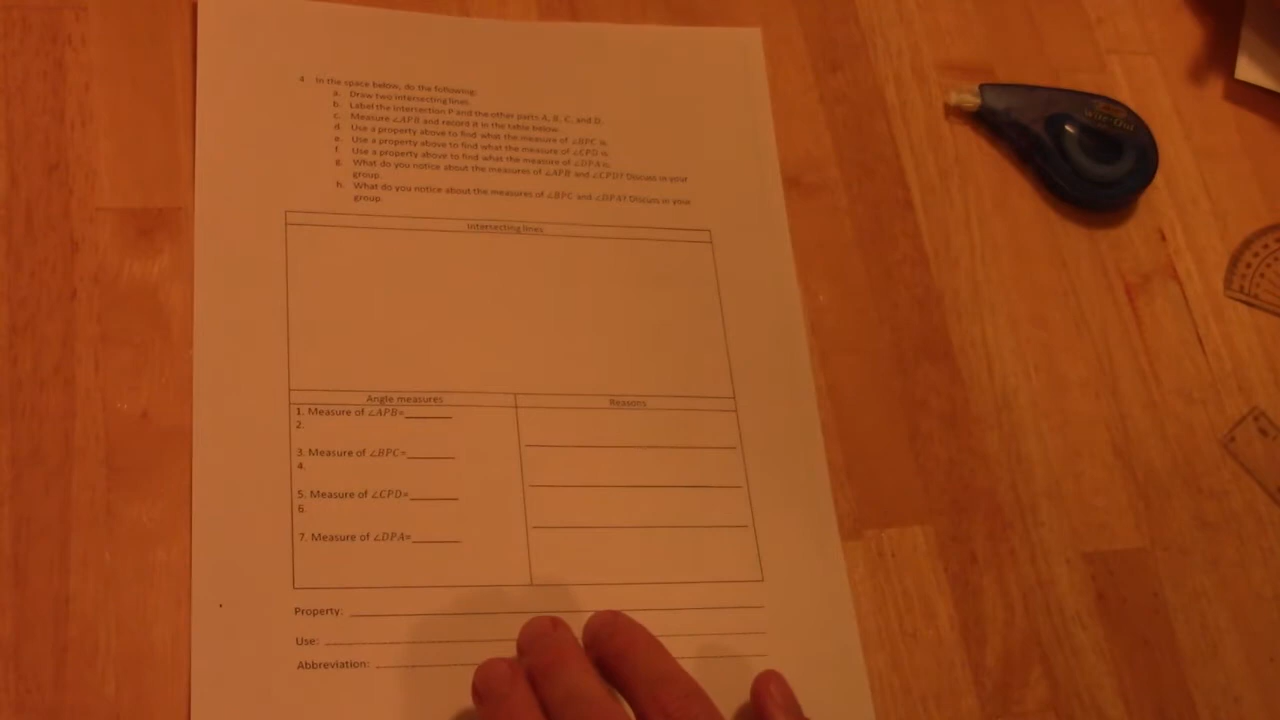 4. In the space below, do the following:
a. Draw two intersecting lines.
b. Label the intersection P and the other parts A, B, C, and D.
c. Measure ∠APB and record it in the table below.
d. Use a property above to find what the measure of ∠BPC is.
e. Use a property above to find what the measure of ∠CPD is.
f. Use a property above to find what the measure of ∠DPA is.
g. What do you notice about the measures of ∠APB and ∠CPD? Discuss in your
group.
h. What do you notice about the measures of ∠BPC and ∠DPA? Discuss in your
group.
Intersecting lines
Angle measures
Reasons
1. Measure of ∠APB=______
2.
3. Measure of ∠BPC=______
4.
5. Measure of ∠CPD=______
6.
7. Measure of ∠DPA=______
Property:
Use:
Abbreviation:
Wite-Out